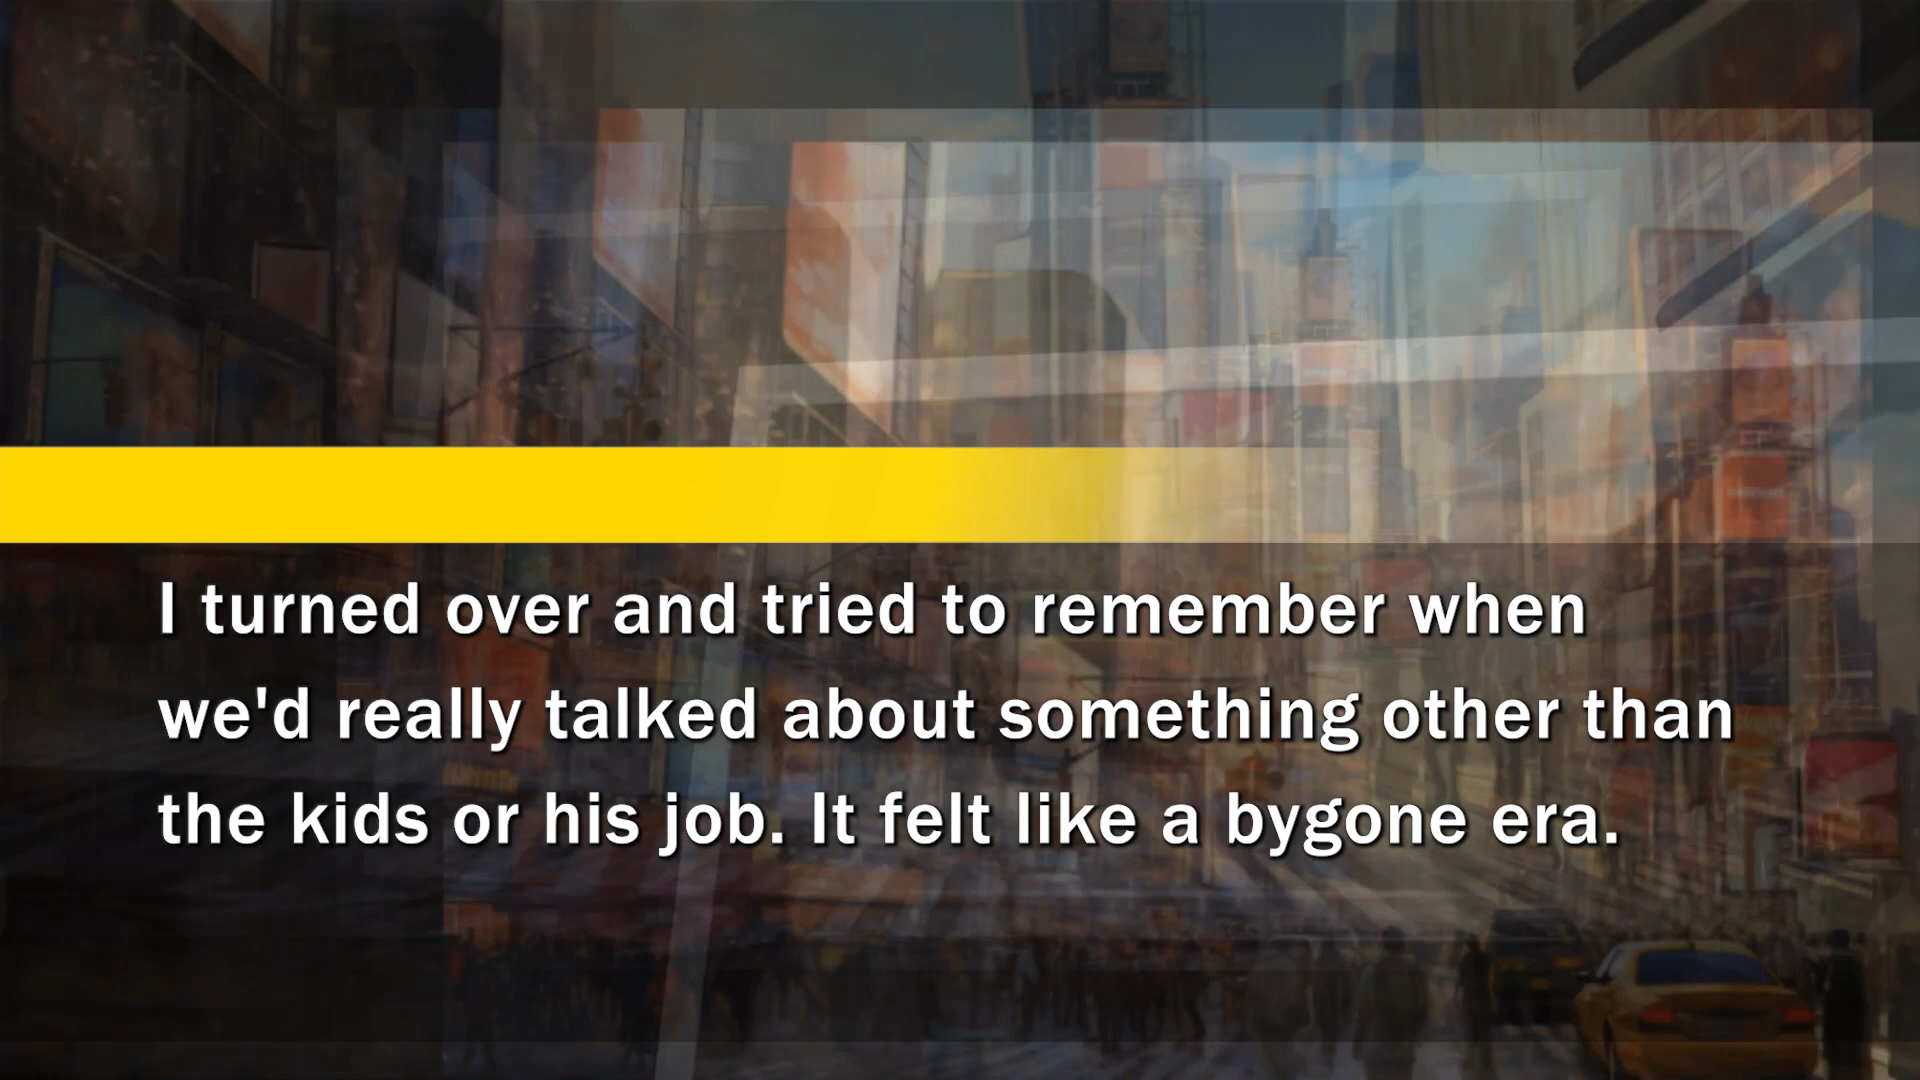 I turned over and tried to remember when
we'd really talked about something other than
the kids or his job. It felt like a bygone era.